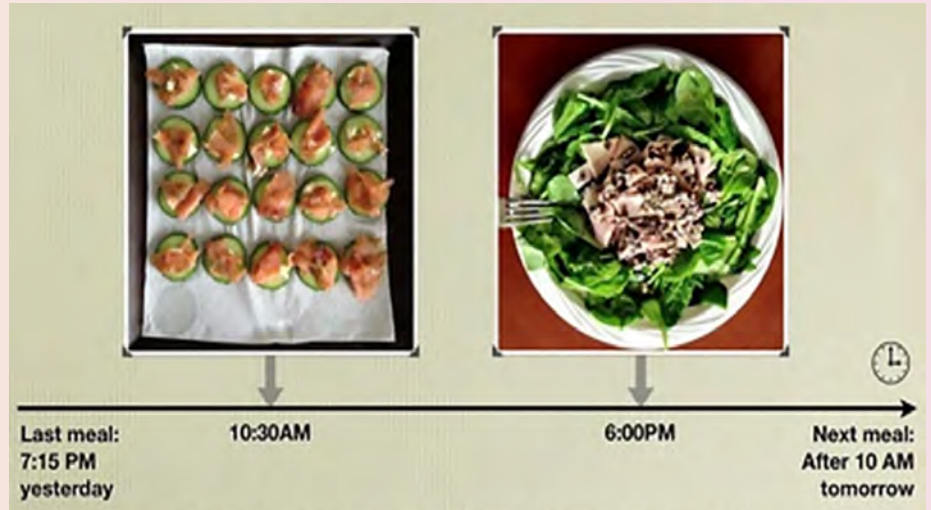 10:30AM
6:00PM
Last meal:
7:15 PM
yesterday
Next meal:
After 10 AM
tomorrow